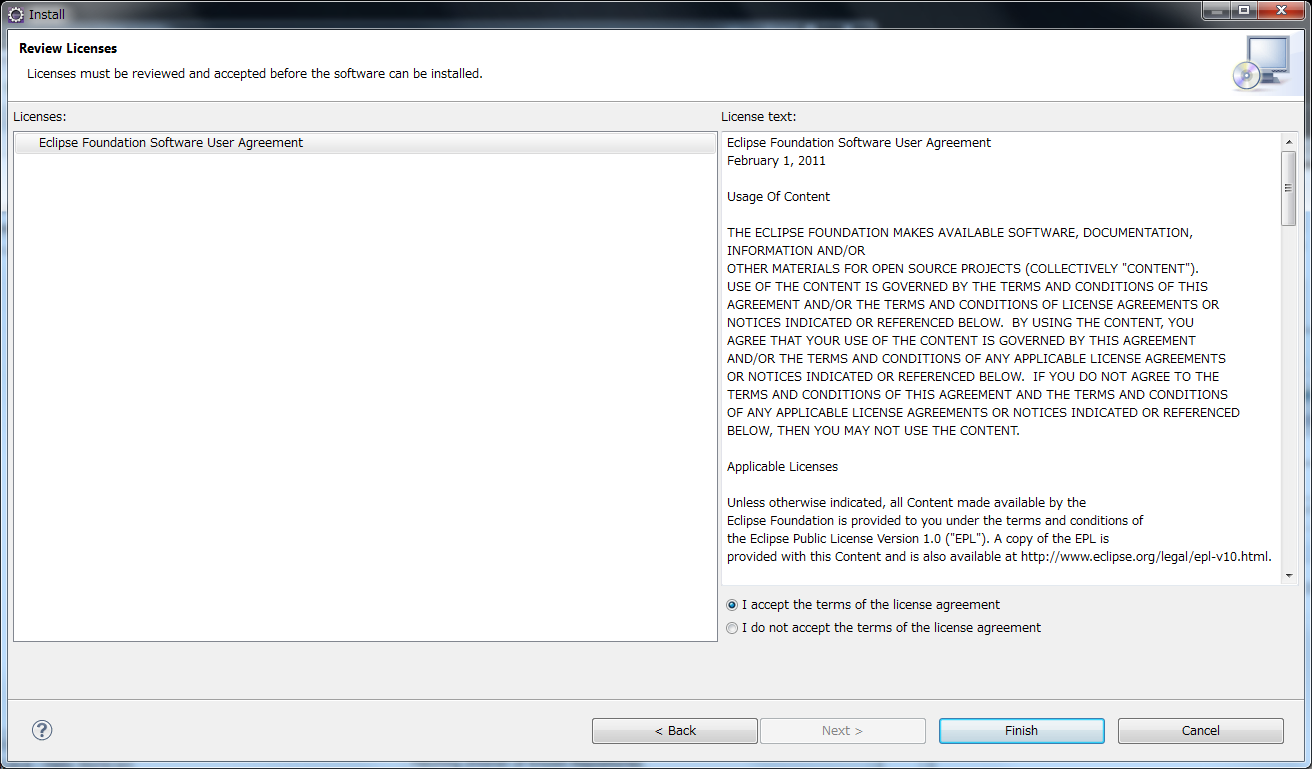 Install
Review Licenses
Licenses must be reviewed and accepted before the software can be installed.
Licenses:
Eclipse Foundation Software User Agreement
License text:
Eclipse Foundation Software User Agreement
February 1, 2011
Usage Of Content
THE ECLIPSE FOUNDATION MAKES AVAILABLE SOFTWARE, DOCUMENTATION,
INFORMATION AND/OR
OTHER MATERIALS FOR OPEN SOURCE PROJECTS (COLLECTIVELY "CONTENT").
USE OF THE CONTENT IS GOVERNED BY THE TERMS AND CONDITIONS OF THIS
AGREEMENT AND/OR THE TERMS AND CONDITIONS OF LICENSE AGREEMENTS OR
NOTICES INDICATED OR REFERENCED BELOW.  BY USING THE CONTENT, YOU
AGREE THAT YOUR USE OF THE CONTENT IS GOVERNED BY THIS AGREEMENT
AND/OR THE TERMS AND CONDITIONS OF ANY APPLICABLE LICENSE AGREEMENTS
OR NOTICES INDICATED OR REFERENCED BELOW.  IF YOU DO NOT AGREE TO THE
TERMS AND CONDITIONS OF THIS AGREEMENT AND THE TERMS AND CONDITIONS
OF ANY APPLICABLE LICENSE AGREEMENTS OR NOTICES INDICATED OR REFERENCED
BELOW, THEN YOU MAY NOT USE THE CONTENT.
Applicable Licenses
Unless otherwise indicated, all Content made available by the
Eclipse Foundation is provided to you under the terms and conditions of
the Eclipse Public License Version 1.0 ("EPL"). A copy of the EPL is
provided with this Content and is also available at http://www.eclipse.org/legal/epl-v10.html.
I accept the terms of the license agreement
I do not accept the terms of the license agreement
?
< Back
Next >
Finish
Cancel